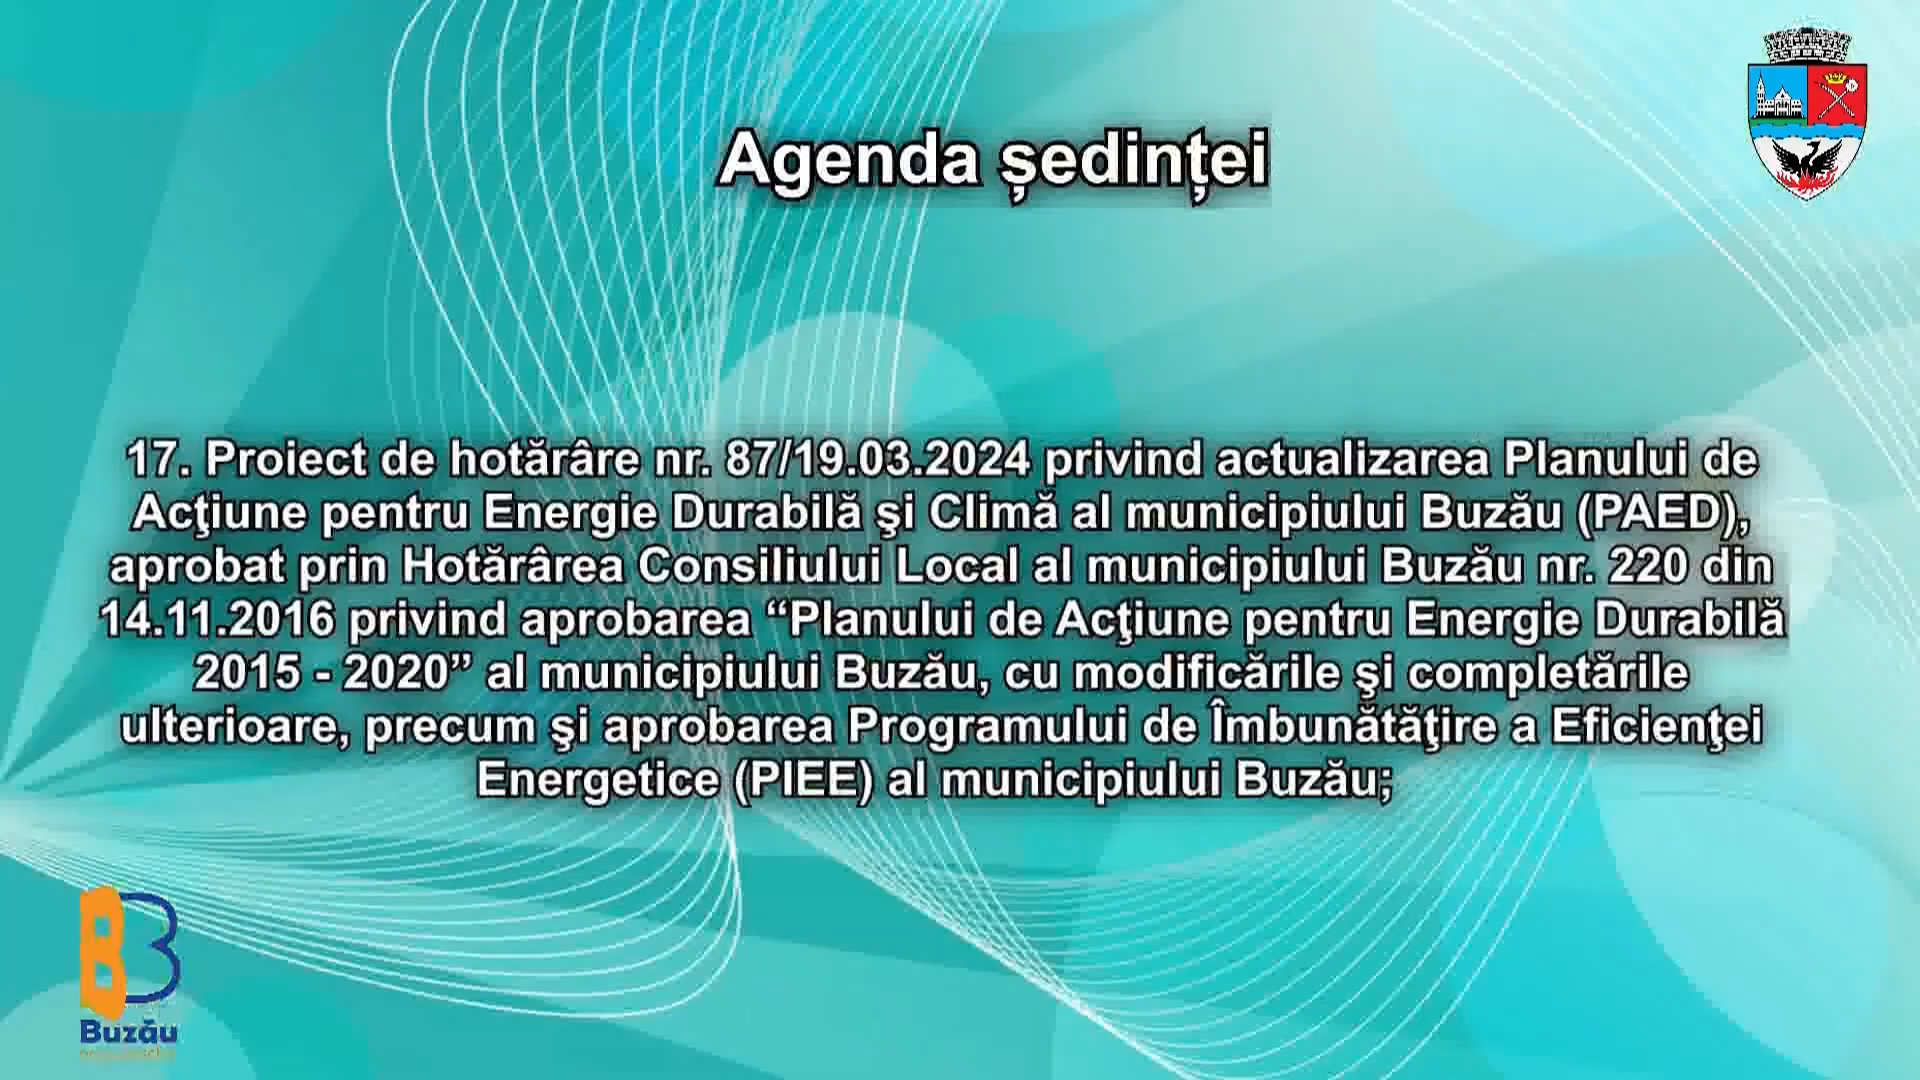 Agenda ședinței
17. Proiect de hotărâre nr. 87/19.03.2024 privind actualizarea Planului de
Acţiune pentru Energie Durabilă şi Climă al municipiului Buzău (PAED),
aprobat prin Hotărârea Consiliului Local al municipiului Buzău nr. 220 din
14.11.2016 privind aprobarea “Planului de Acţiune pentru Energie Durabilă
2015 - 2020” al municipiului Buzău, cu modificările şi completările
ulterioare, precum şi aprobarea Programului de Îmbunătăţire a Eficienţei
Energetice (PIEE) al municipiului Buzău;
Buzău